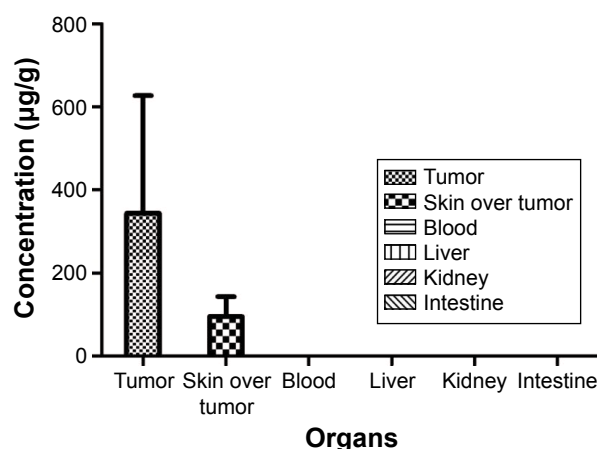 Concentration (µg/g)
800
600
400
200
0
Tumor
Skin over tumor
Blood
Liver
Kidney
Intestine
Tumor Skin over Blood Liver Kidney Intestine
tumor
Organs